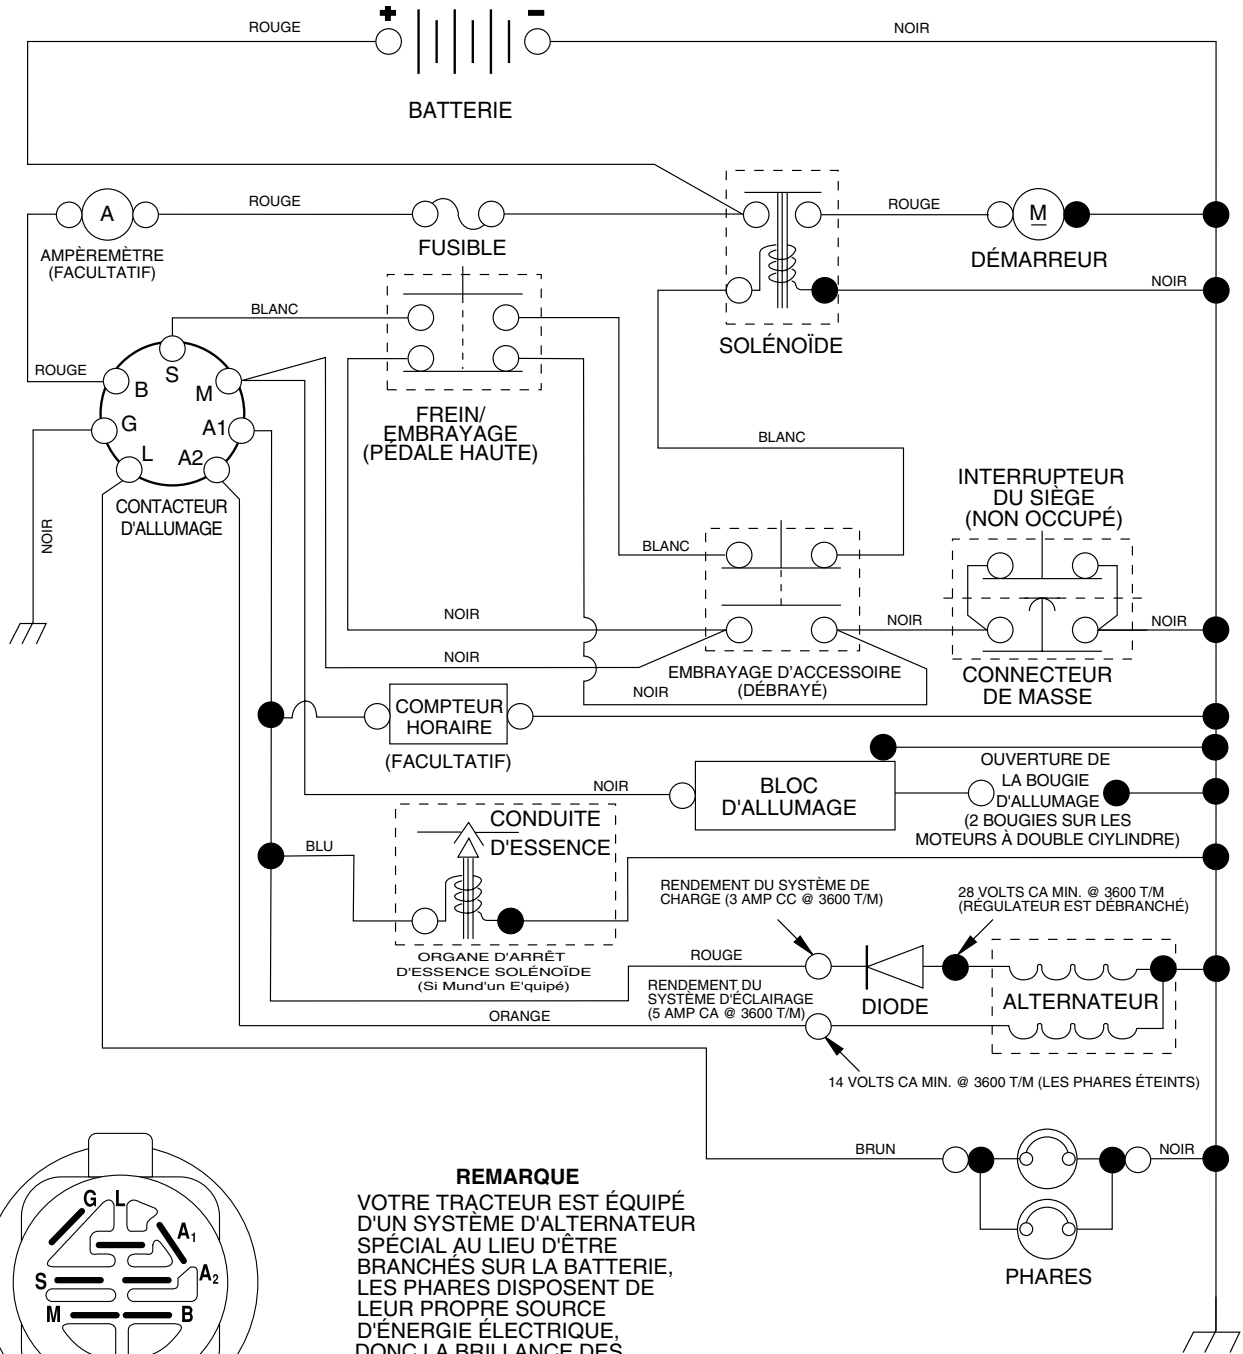 ROUGE
+
-
NOIR
BATTERIE
A
ROUGE
ROUGE
M
AMPÈREMÈTRE
(FACULTATIF)
FUSIBLE
DÉMARREUR
NOIR
BLANC
SOLÉNOÏDE
ROUGE
S
B
M
G
A1
L
A2
FREIN/
EMBRAYAGE
(PÉDALE HAUTE)
BLANC
CONTACTEUR
D'ALLUMAGE
INTERRUPTEUR
DU SIÈGE
(NON OCCUPÉ)
NOIR
BLANC
NOIR
NOIR
NOIR
NOIR
EMBRAYAGE D'ACCESSOIRE
(DÉBRAYÉ)
NOIR
CONNECTEUR
DE MASSE
COMPTEUR
HORAIRE
(FACULTATIF)
OUVERTURE DE
LA BOUGIE
D'ALLUMAGE
(2 BOUGIES SUR LES
MOTEURS À DOUBLE CIYLINDRE)
NOIR
BLOC
D'ALLUMAGE
CONDUITE
D'ESSENCE
BLU
RENDEMENT DU SYSTÈME DE
CHARGE (3 AMP CC @ 3600 T/M)
28 VOLTS CA MIN. @ 3600 T/M
(RÉGULATEUR EST DÉBRANCHÉ)
ORGANE D'ARRÊT
D'ESSENCE SOLÉNOÏDE
(Si Mund'un E'quipé)
ROUGE
RENDEMENT DU
SYSTÈME D'ÉCLAIRAGE
(5 AMP CA @ 3600 T/M)
DIODE
ALTERNATEUR
ORANGE
14 VOLTS CA MIN. @ 3600 T/M (LES PHARES ÉTEINTS)
BRUN
NOIR
PHARES
G
L
A1
A2
S
M
B
REMARQUE
VOTRE TRACTEUR EST ÉQUIPÉ
D'UN SYSTÈME D'ALTERNATEUR
SPÉCIAL AU LIEU D'ÊTRE
BRANCHÉS SUR LA BATTERIE,
LES PHARES DISPOSENT DE
LEUR PROPRE SOURCE
D'ÉNERGIE ÉLECTRIQUE,
DONC LA BRILLANCE DES